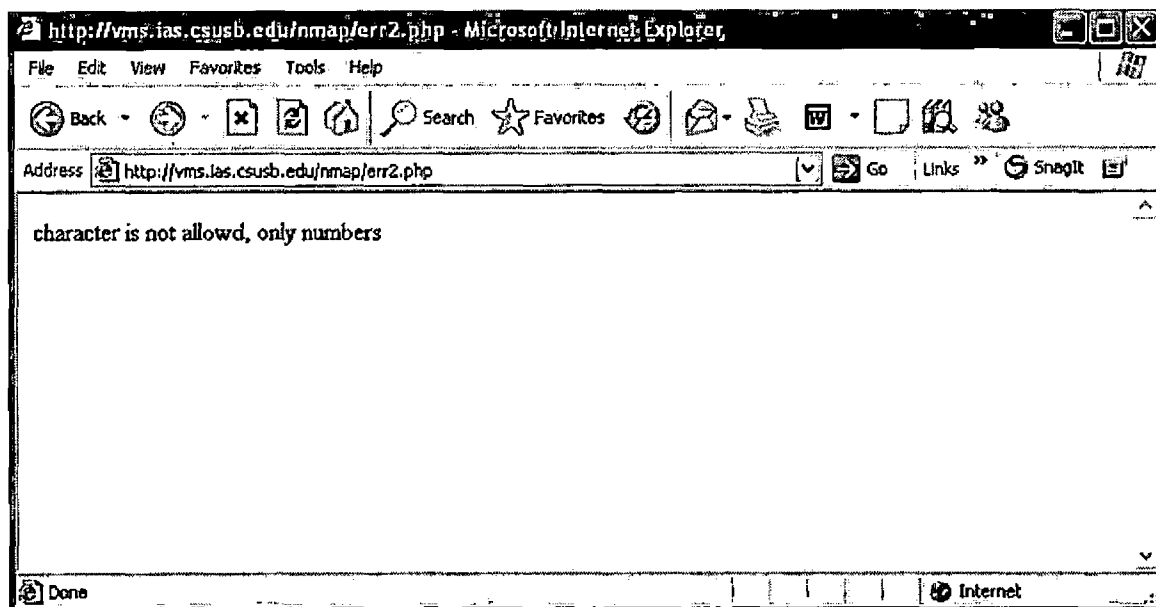 http://vms.ias.csusb.edu/nmap/err2.php - Microsoft Internet Explorer
File Edit View Favorites Tools Help
Back Search Favorites W
Address http://vms.ias.csusb.edu/nmap/err2.php Go Links » SnagIt
character is not allowd, only numbers
Done Internet